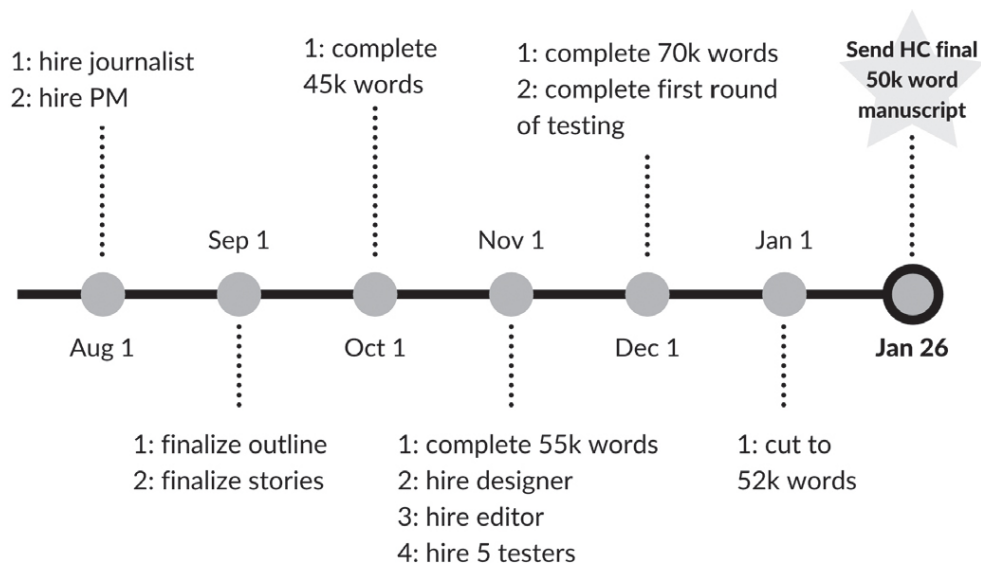 1: hire journalist
2: hire PM
1: complete
45k words
1: complete 70k words
2: complete first round
of testing
Send HC final
50k word
manuscript
Sep 1
Nov 1
Jan 1
Aug 1
Oct 1
Dec 1
Jan 26
1: finalize outline
2: finalize stories
1: complete 55k words
2: hire designer
3: hire editor
4: hire 5 testers
1: cut to
52k words